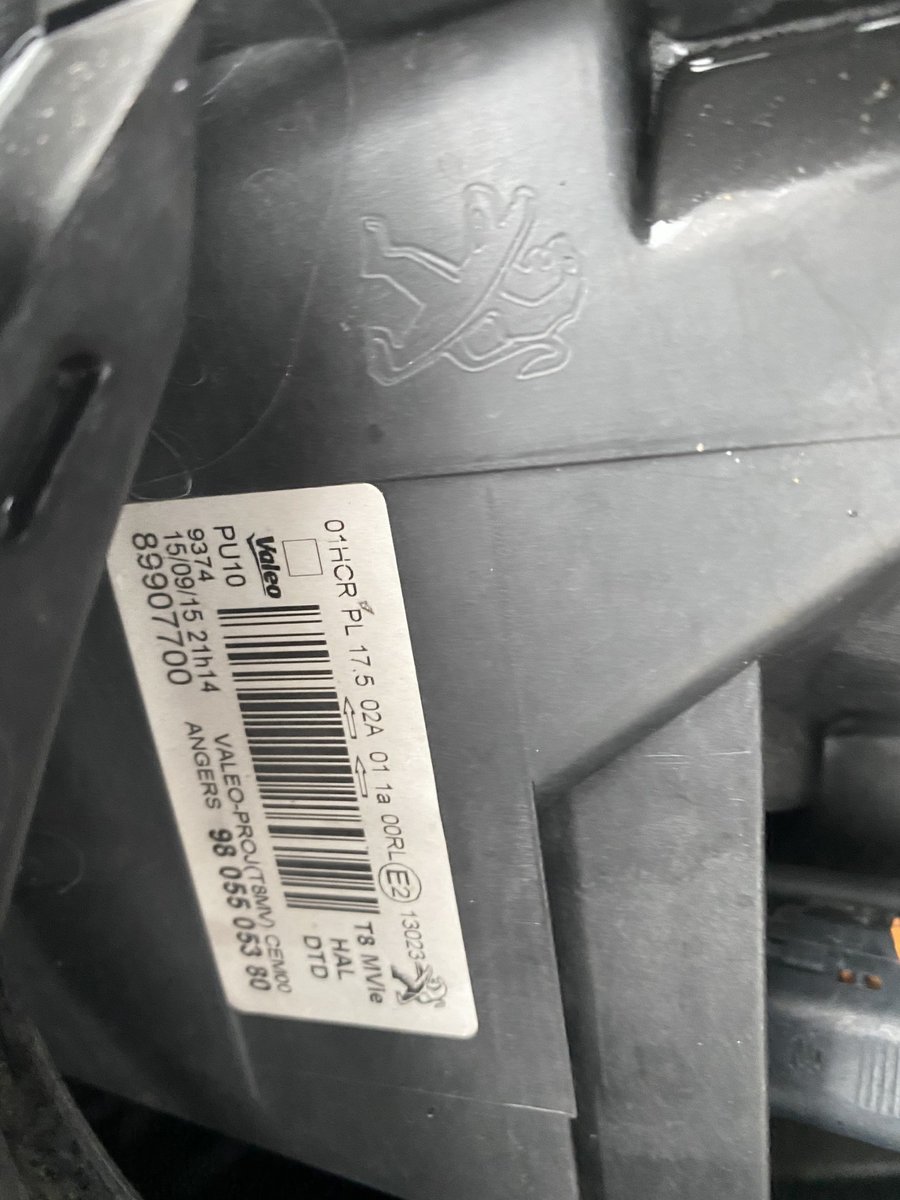 01HCR PL 17.5 02A 01 1a 00RL E2 13023
Valeo
T8 MVle
HAL
DTD
PU10
VALEO-PROJ(T8MV) CEMOO
9374
15/09/15 21h14
ANGERS 98 055 053 80
89907700